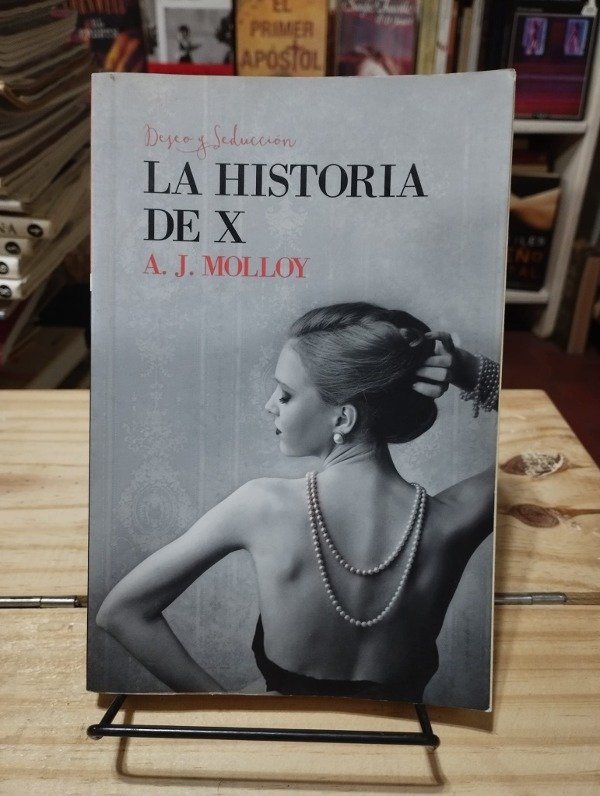 EL PRIMER
APÓSTOL
Deseo y Seducción
LA HISTORIA
DE X
A. J. MOLLOY